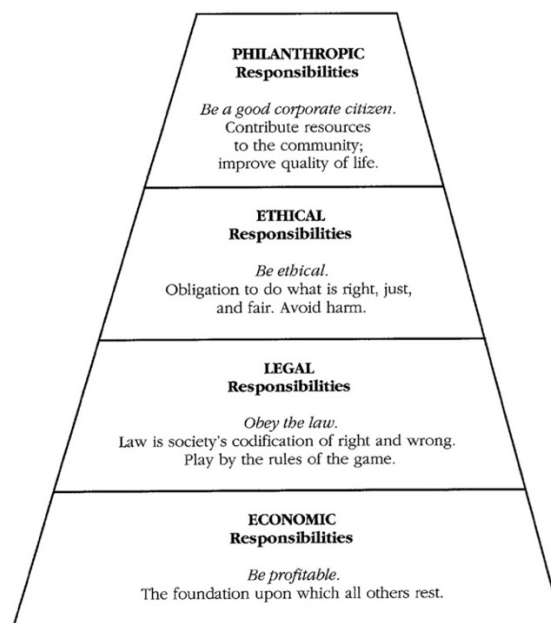 PHILANTHROPIC
Responsibilities
Be a good corporate citizen.
Contribute resources
to the community;
improve quality of life.
ETHICAL
Responsibilities
Be ethical.
Obligation to do what is right, just,
and fair. Avoid harm.
LEGAL
Responsibilities
Obey the law.
Law is society's codification of right and wrong.
Play by the rules of the game.
ECONOMIC
Responsibilities
Be profitable.
The foundation upon which all others rest.